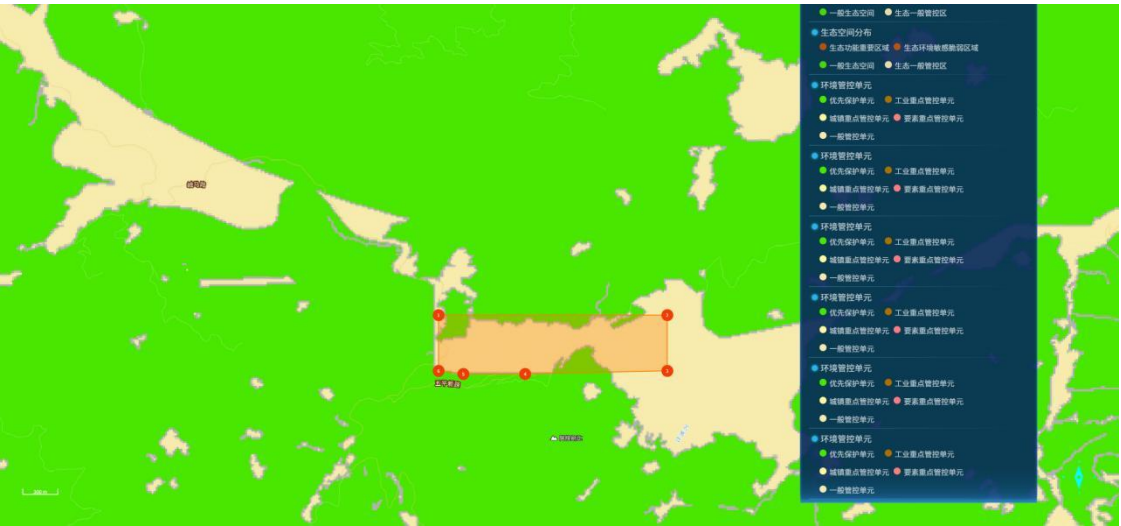 一般生态空间 生态一般管控区
生态空间分布
生态功能重要区域 生态环境敏感脆弱区域
一般生态空间 生态一般管控区
环境管控单元
优先保护单元 工业重点管控单元
城镇重点管控单元 要素重点管控单元
一般管控单元
环境管控单元
优先保护单元 工业重点管控单元
城镇重点管控单元 要素重点管控单元
一般管控单元
环境管控单元
优先保护单元 工业重点管控单元
城镇重点管控单元 要素重点管控单元
一般管控单元
环境管控单元
优先保护单元 工业重点管控单元
城镇重点管控单元 要素重点管控单元
一般管控单元
环境管控单元
优先保护单元 工业重点管控单元
城镇重点管控单元 要素重点管控单元
一般管控单元
环境管控单元
优先保护单元 工业重点管控单元
城镇重点管控单元 要素重点管控单元
一般管控单元